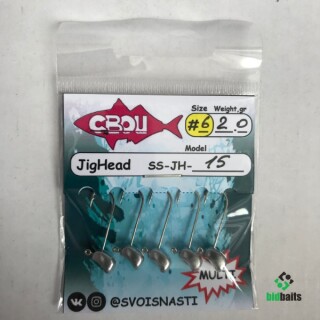 СВОИ
Size Weight,gr
#6 2.0
Model
JigHead SS-JH- 15
MULTI
@SVOISNASTI
bidbaits